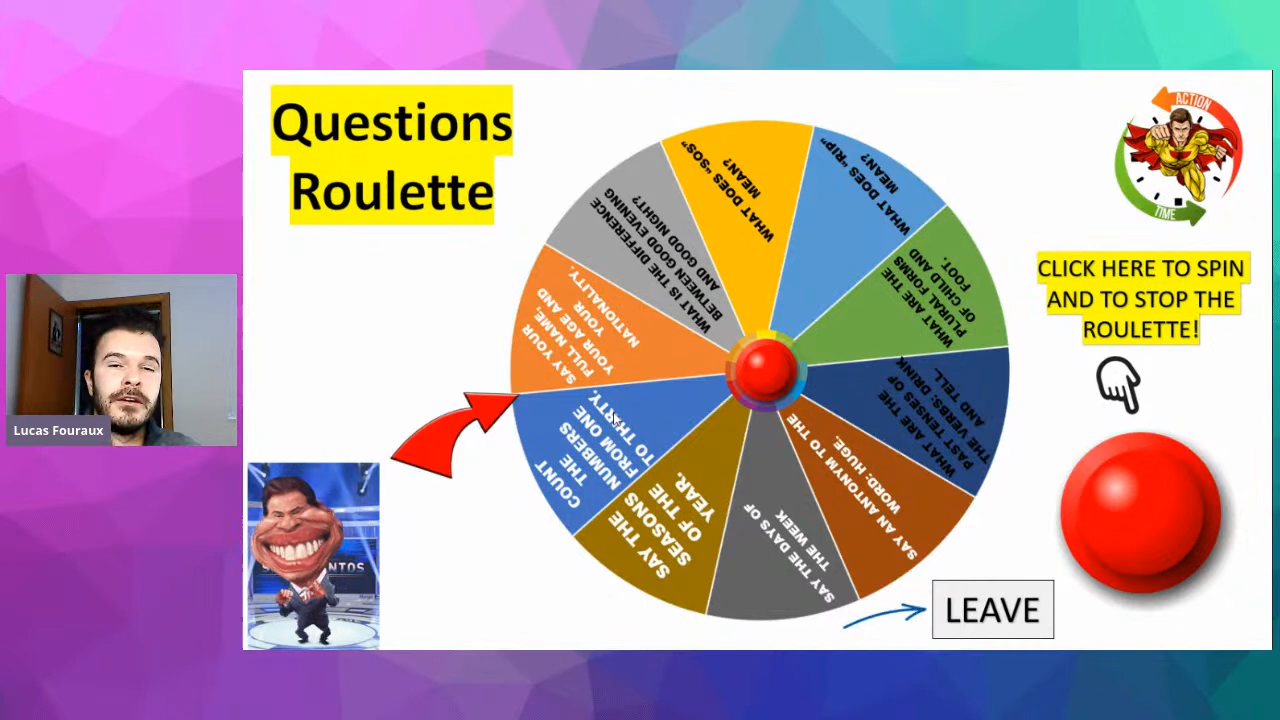 Questions
Roulette
WHAT DOES "SOS"
MEAN?
WHAT DOES "RIP"
MEAN?
WHAT ARE THE
PLURAL FORMS
OF CHILD AND
FOOT.
WHAT ARE THE
PAST TENSES OF
THE VERBS: DRINK
AND TELL.
SAY AN ANTONYM TO THE
WORD: HUGE.
SAY THE DAYS OF
THE WEEK
SAY THE
SEASONS
OF THE
YEAR.
COUNT
THE
NUMBERS
FROM ONE
TO THIRTY.
SAY YOUR
FULL NAME,
YOUR AGE AND
YOUR
NATIONALITY.
WHAT IS THE DIFFERENCE
BETWEEN GOOD EVENING
AND GOOD NIGHT?
ACTION
TIME
CLICK HERE TO SPIN
AND TO STOP THE
ROULETTE!
LEAVE
Lucas Fouraux